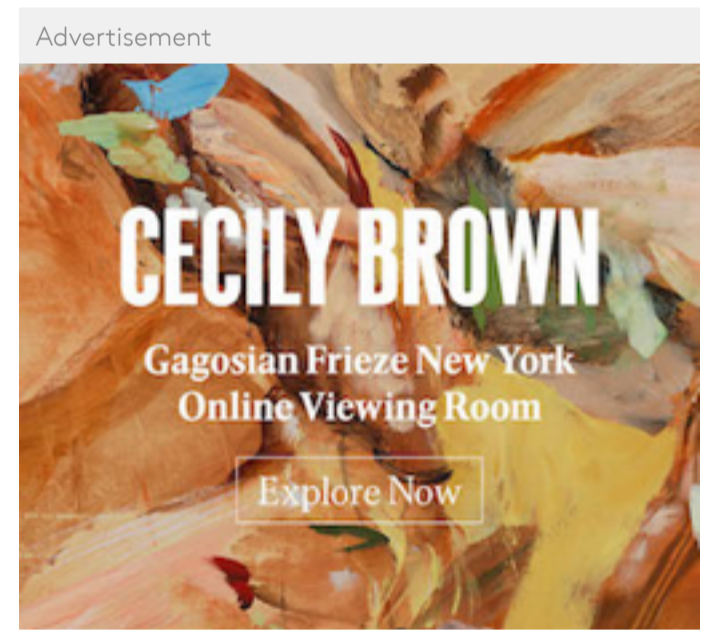 Advertisement
CECILY BROWN
Gagosian Frieze New York
Online Viewing Room
Explore Now